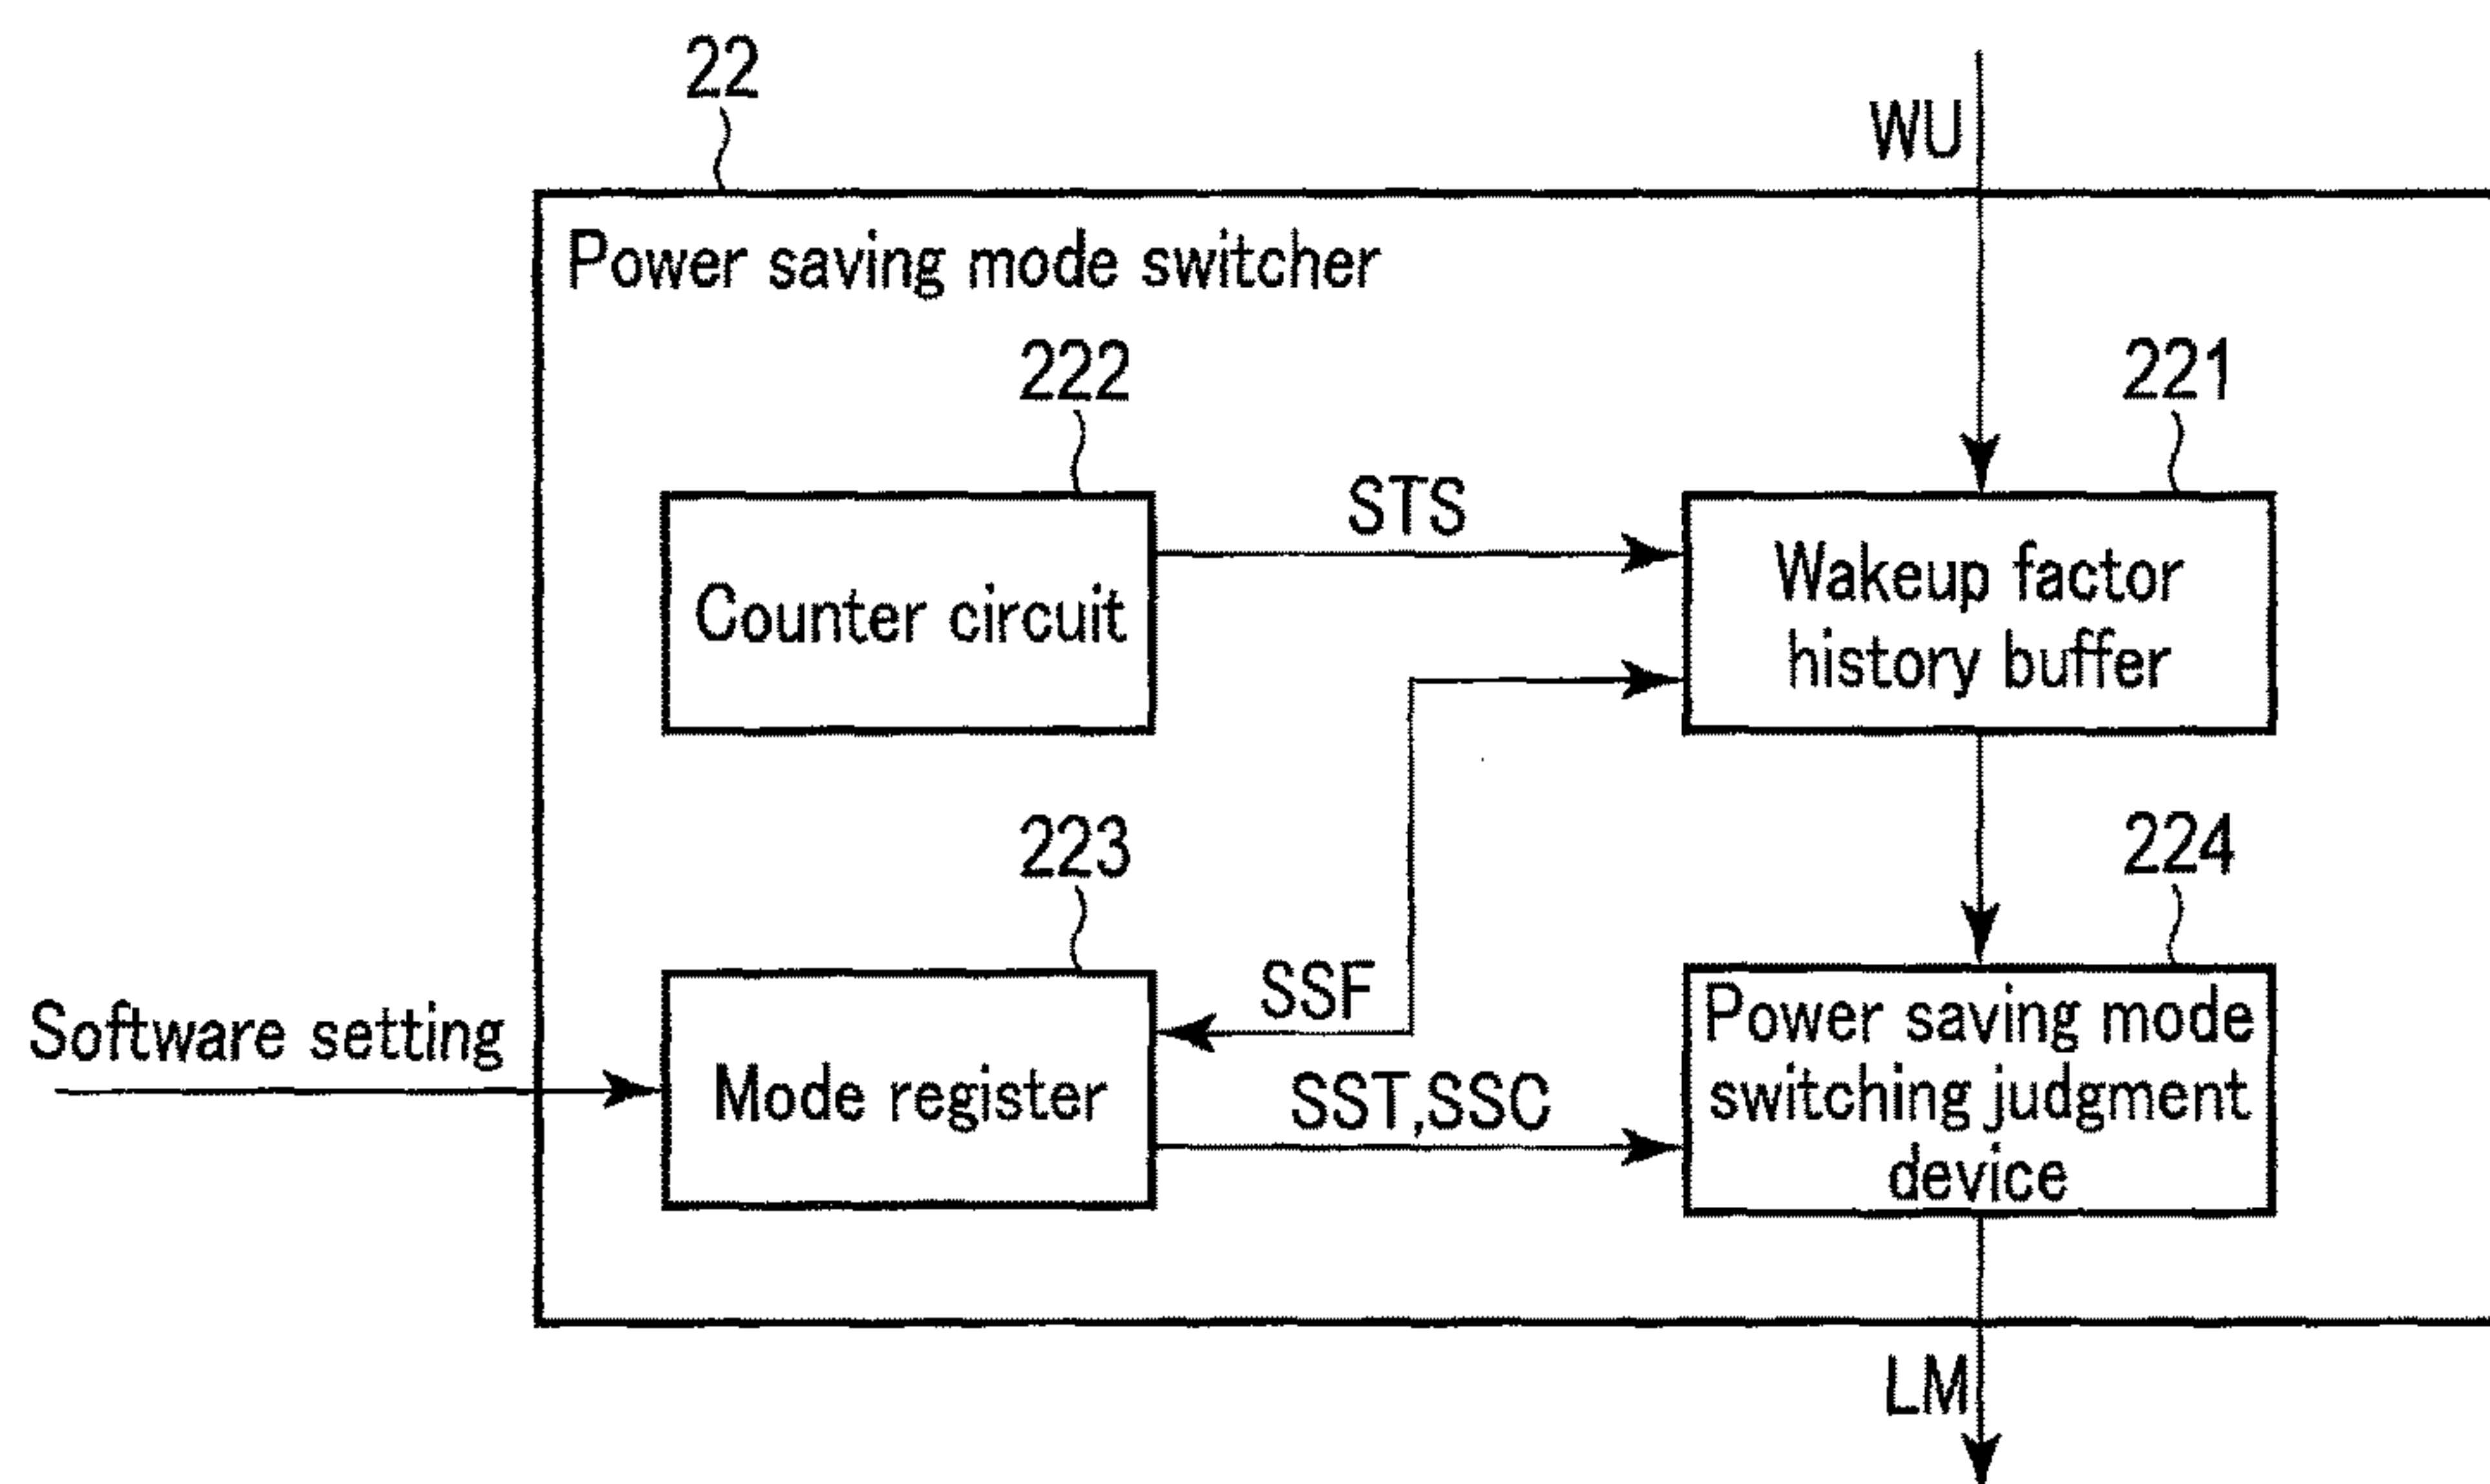 22
WU
Power saving mode switcher
222
221
STS
Counter circuit
Wakeup factor
history buffer
223
224
SSF
Software setting
Mode register
SST,SSC
Power saving mode
switching judgment
device
LM